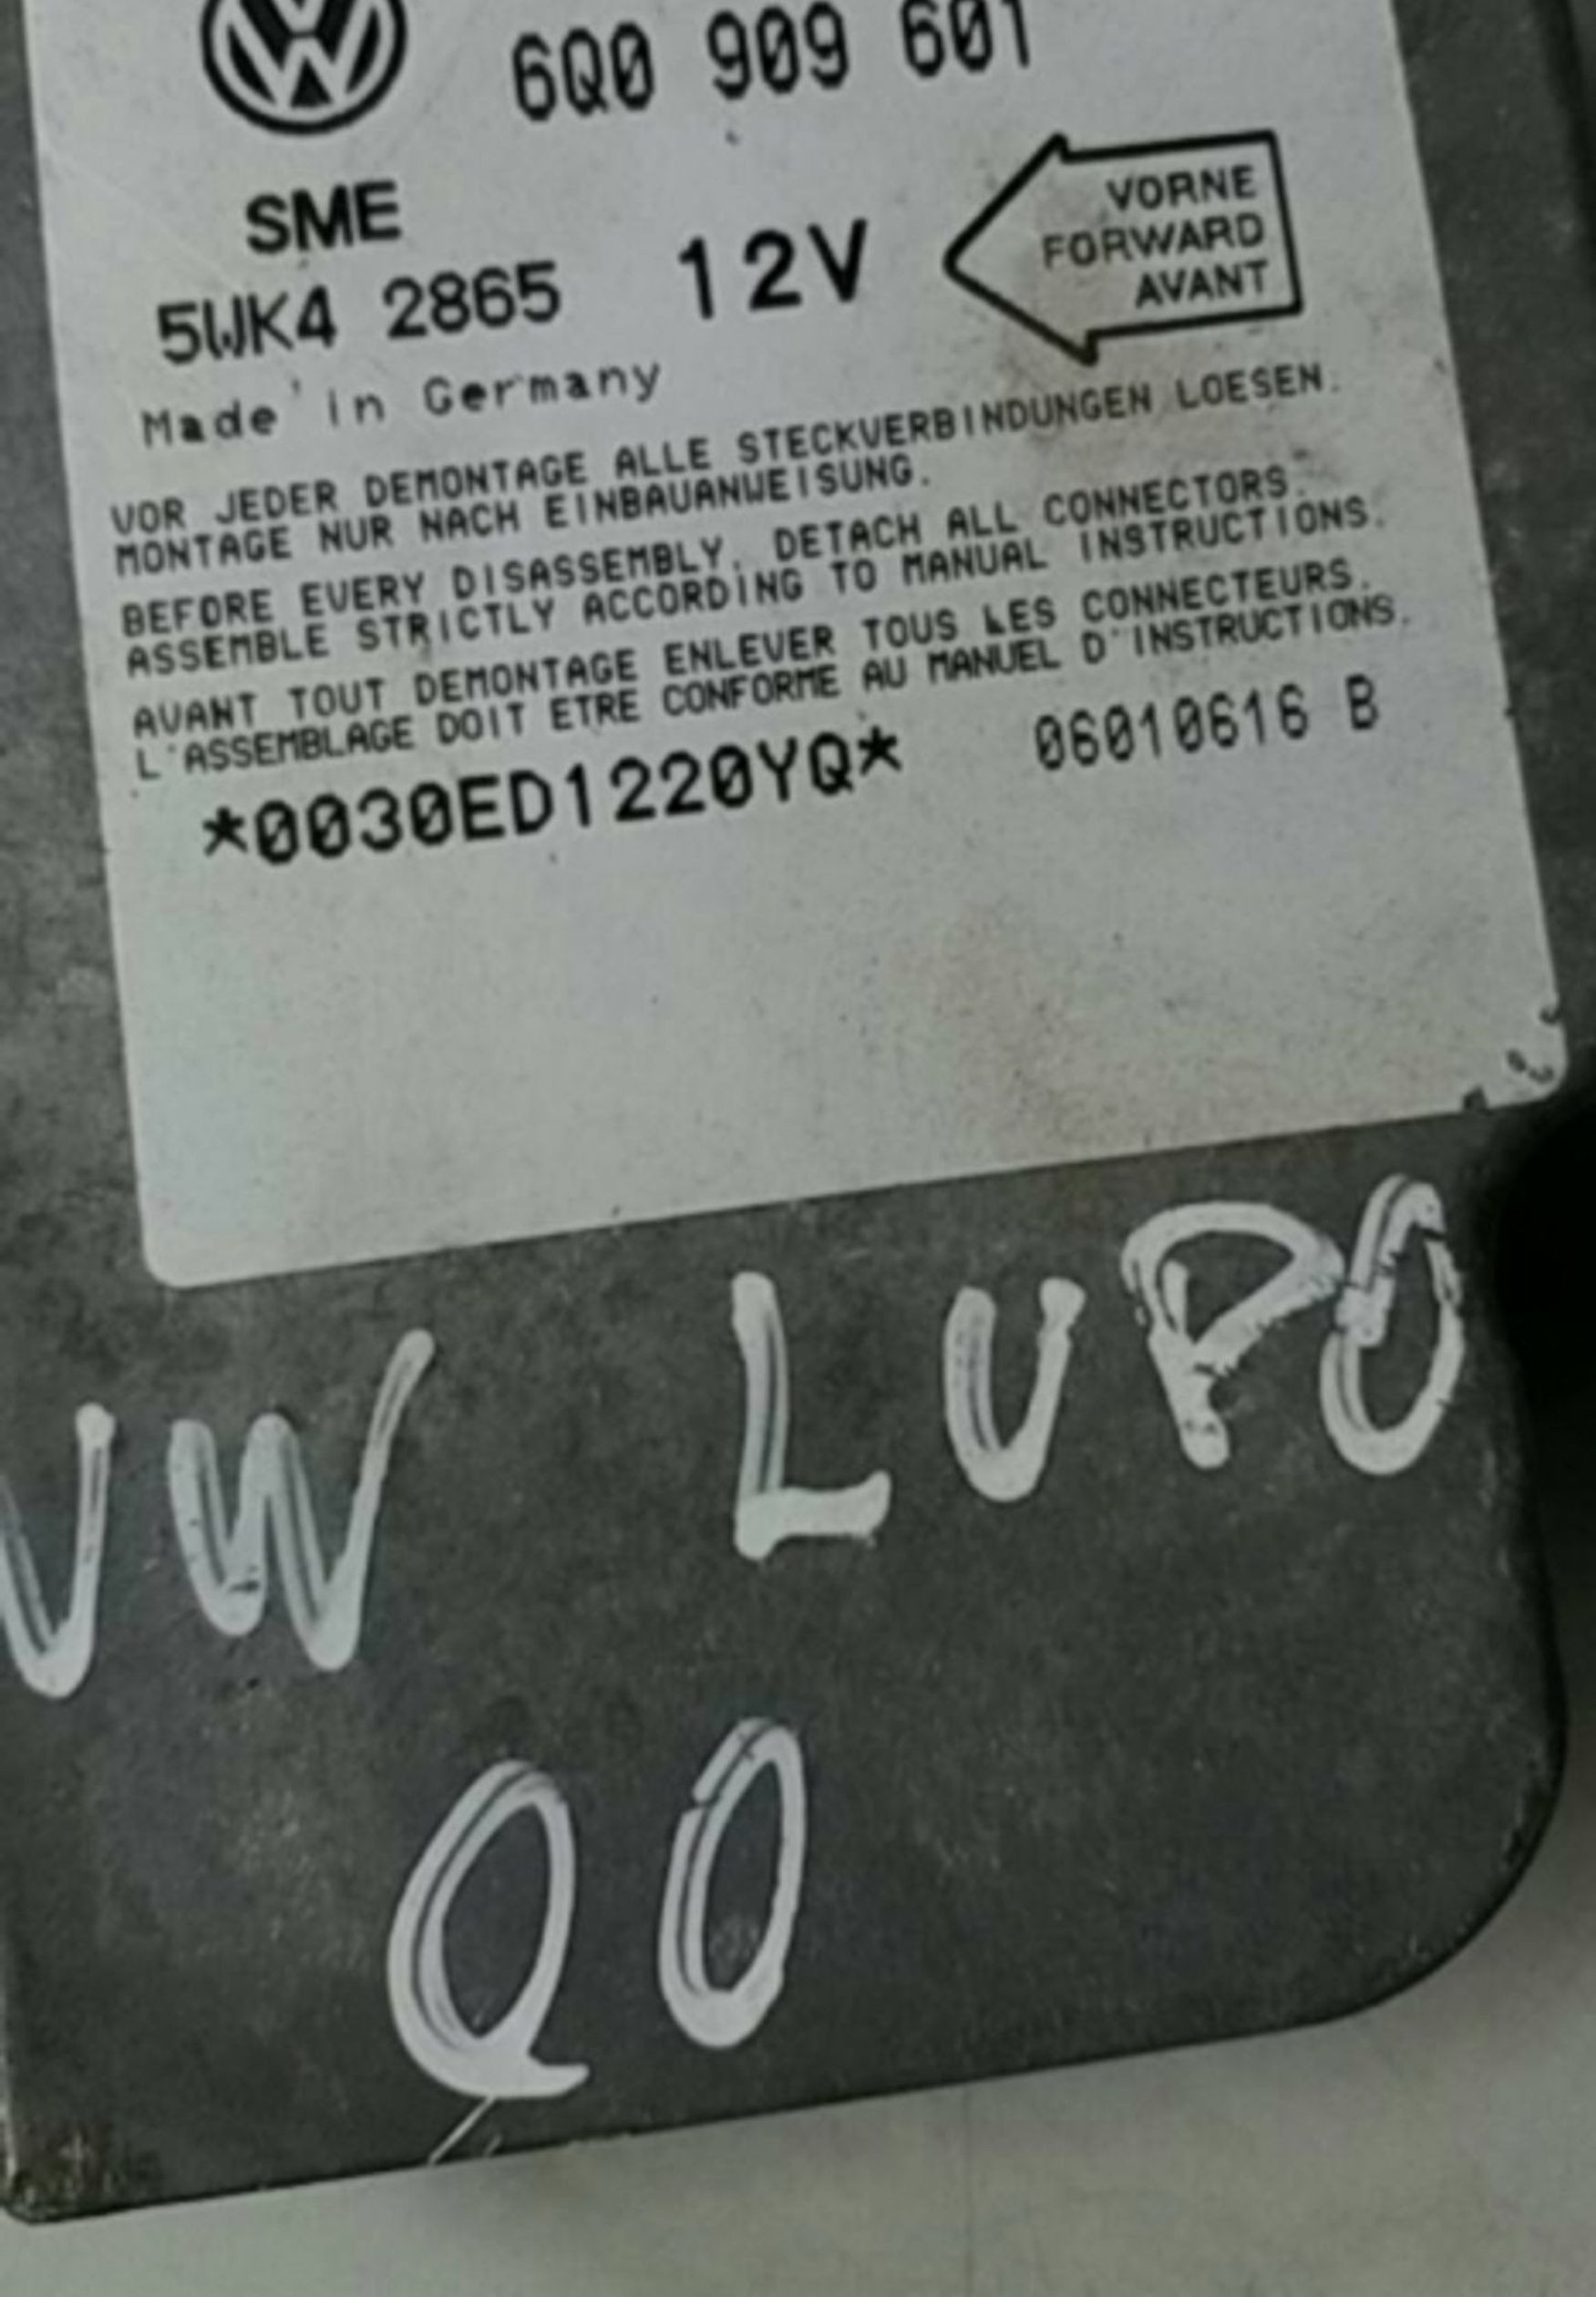 6Q0 909 601
SME
5WK4 2865 12V
VORNE
FORWARD
AVANT
Made in Germany
VOR JEDER DEMONTAGE ALLE STECKVERBINDUNGEN LOESEN.
MONTAGE NUR NACH EINBAUANWEISUNG.
BEFORE EVERY DISASSEMBLY, DETACH ALL CONNECTORS.
ASSEMBLE STRICTLY ACCORDING TO MANUAL INSTRUCTIONS.
AVANT TOUT DEMONTAGE ENLEVER TOUS LES CONNECTEURS.
L'ASSEMBLAGE DOIT ETRE CONFORME AU MANUEL D'INSTRUCTIONS.
*0030ED1220YQ* 06010616 B
VW LUPO
Q0